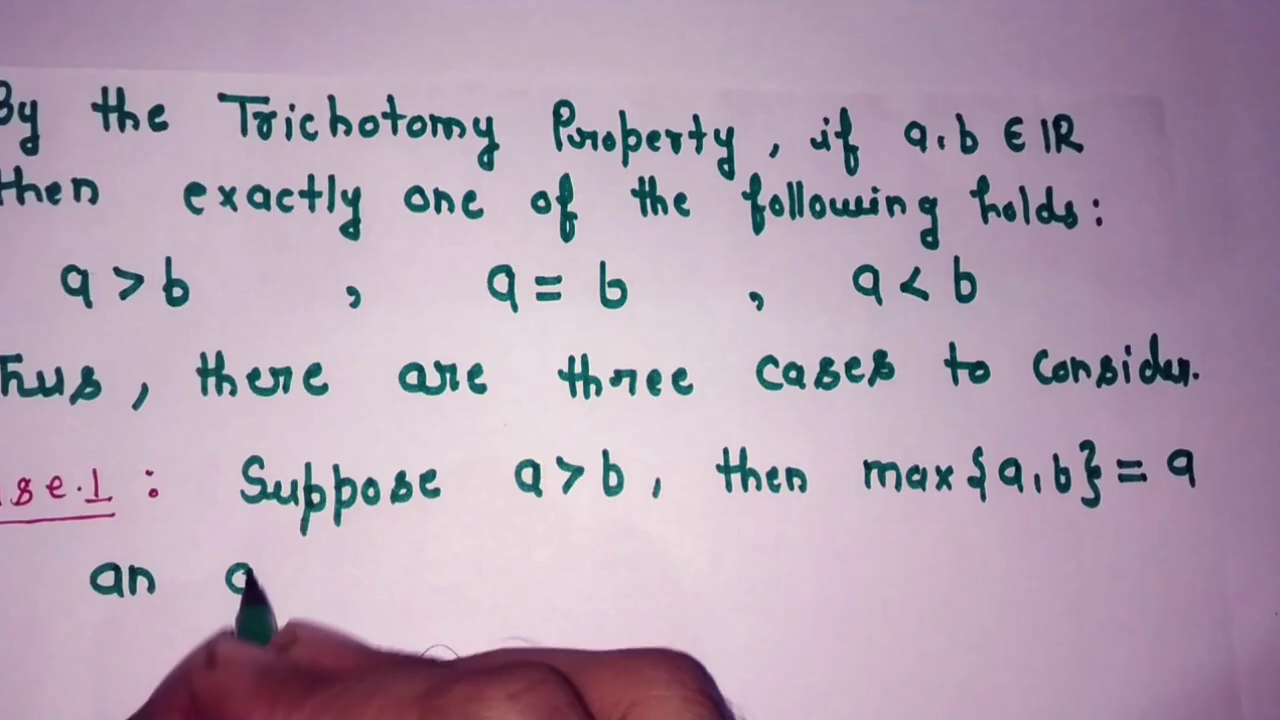 By the Trichotomy Property, if a,b ∈ ℝ
then exactly one of the following holds:
a > b , a = b , a < b
Thus, there are three cases to consider.
ase.1 : Suppose a > b, then max{a,b} = a
an a